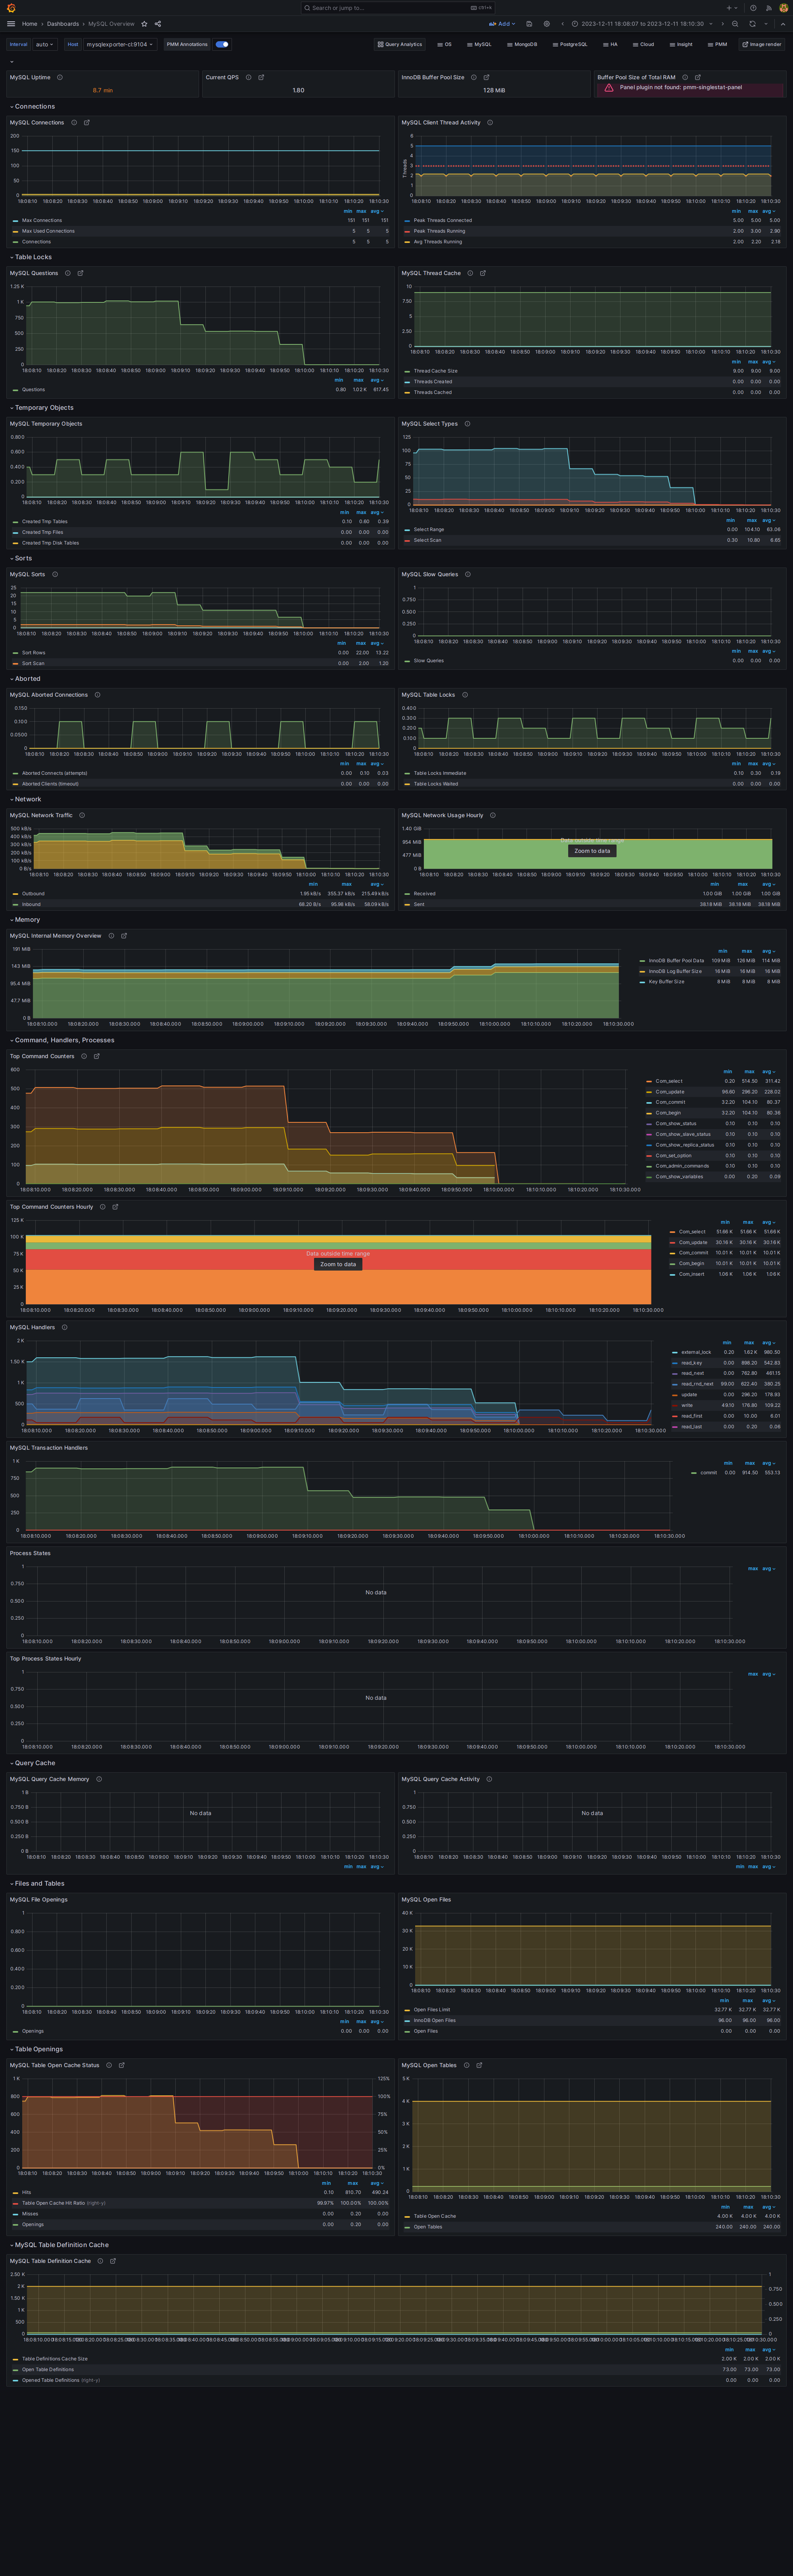 Search or jump to...
ctrl+k
Home > Dashboards > MySQL Overview
Add
2023-12-11 18:08:07 to 2023-12-11 18:10:30
Interval auto Host mysqlexporter-cl:9104 PMM Annotations
Query Analytics OS MySQL MongoDB PostgreSQL HA Cloud Insight PMM Image render
MySQL Uptime
8.7 min
Current QPS
1.80
InnoDB Buffer Pool Size
128 MiB
Buffer Pool Size of Total RAM
Panel plugin not found: pmm-singlestat-panel
Connections
MySQL Connections
min max avg
Max Connections 151 151 151
Max Used Connections 5 5 5
Connections 5 5 5
MySQL Client Thread Activity
Threads
min max avg
Peak Threads Connected 5.00 5.00 5.00
Peak Threads Running 2.00 3.00 2.90
Avg Threads Running 2.00 2.20 2.18
Table Locks
MySQL Questions
min max avg
Questions 0.80 1.02 K 617.45
MySQL Thread Cache
min max avg
Thread Cache Size 9.00 9.00 9.00
Threads Created 0.00 0.00 0.00
Threads Cached 0.00 0.00 0.00
Temporary Objects
MySQL Temporary Objects
min max avg
Created Tmp Tables 0.10 0.60 0.39
Created Tmp Files 0.00 0.00 0.00
Created Tmp Disk Tables 0.00 0.00 0.00
MySQL Select Types
min max avg
Select Range 0.00 104.10 63.06
Select Scan 0.30 10.80 6.65
Sorts
MySQL Sorts
min max avg
Sort Rows 0.00 22.00 13.22
Sort Scan 0.00 2.00 1.20
MySQL Slow Queries
min max avg
Slow Queries 0.00 0.00 0.00
Aborted
MySQL Aborted Connections
min max avg
Aborted Connects (attempts) 0.00 0.10 0.03
Aborted Clients (timeout) 0.00 0.00 0.00
MySQL Table Locks
min max avg
Table Locks Immediate 0.10 0.30 0.19
Table Locks Waited 0.00 0.00 0.00
Network
MySQL Network Traffic
min max avg
Outbound 1.95 kB/s 355.37 kB/s 215.49 kB/s
Inbound 68.20 B/s 95.98 kB/s 58.09 kB/s
MySQL Network Usage Hourly
Data outside time range
Zoom to data
min max avg
Received 1.00 GiB 1.00 GiB 1.00 GiB
Sent 38.18 MiB 38.18 MiB 38.18 MiB
Memory
MySQL Internal Memory Overview
min max avg
InnoDB Buffer Pool Data 109 MiB 126 MiB 114 MiB
InnoDB Log Buffer Size 16 MiB 16 MiB 16 MiB
Key Buffer Size 8 MiB 8 MiB 8 MiB
Command, Handlers, Processes
Top Command Counters
min max avg
Com_select 0.20 514.50 311.42
Com_update 96.60 296.20 226.02
Com_commit 32.20 104.10 80.37
Com_begin 32.20 104.10 80.36
Com_show_status 0.10 0.10 0.10
Com_show_slave_status 0.10 0.10 0.10
Com_show_replica_status 0.10 0.10 0.10
Com_set_option 0.10 0.10 0.10
Com_admin_commands 0.10 0.10 0.10
Com_show_variables 0.00 0.20 0.09
Top Command Counters Hourly
Data outside time range
Zoom to data
min max avg
Com_select 51.66 K 51.66 K 51.66 K
Com_update 30.16 K 30.16 K 30.16 K
Com_commit 10.01 K 10.01 K 10.01 K
Com_begin 10.01 K 10.01 K 10.01 K
Com_insert 1.06 K 1.06 K 1.06 K
MySQL Handlers
min max avg
external_lock 0.20 1.62 K 980.50
read_key 0.00 898.20 542.83
read_next 0.00 762.80 461.15
read_rnd_next 99.00 622.40 380.25
update 0.00 296.20 178.93
write 49.10 176.80 109.22
read_first 0.00 10.00 6.01
read_last 0.00 0.20 0.08
MySQL Transaction Handlers
min max avg
commit 0.00 914.50 553.13
Process States
No data
max avg
Top Process States Hourly
No data
max avg
Query Cache
MySQL Query Cache Memory
No data
min max avg
MySQL Query Cache Activity
No data
min max avg
Files and Tables
MySQL File Openings
min max avg
Openings 0.00 0.00 0.00
MySQL Open Files
min max avg
Open Files Limit 32.77 K 32.77 K 32.77 K
InnoDB Open Files 96.00 96.00 96.00
Open Files 0.00 0.00 0.00
Table Openings
MySQL Table Open Cache Status
min max avg
Hits 0.10 810.70 490.24
Table Open Cache Hit Ratio (right-y) 99.97% 100.00% 100.00%
Misses 0.00 0.20 0.00
Openings 0.00 0.20 0.00
MySQL Open Tables
min max avg
Table Open Cache 4.00 K 4.00 K 4.00 K
Open Tables 240.00 240.00 240.00
MySQL Table Definition Cache
MySQL Table Definition Cache
min max avg
Table Definitions Cache Size 2.00 K 2.00 K 2.00 K
Open Table Definitions 73.00 73.00 73.00
Opened Table Definitions (right-y) 0.00 0.00 0.00